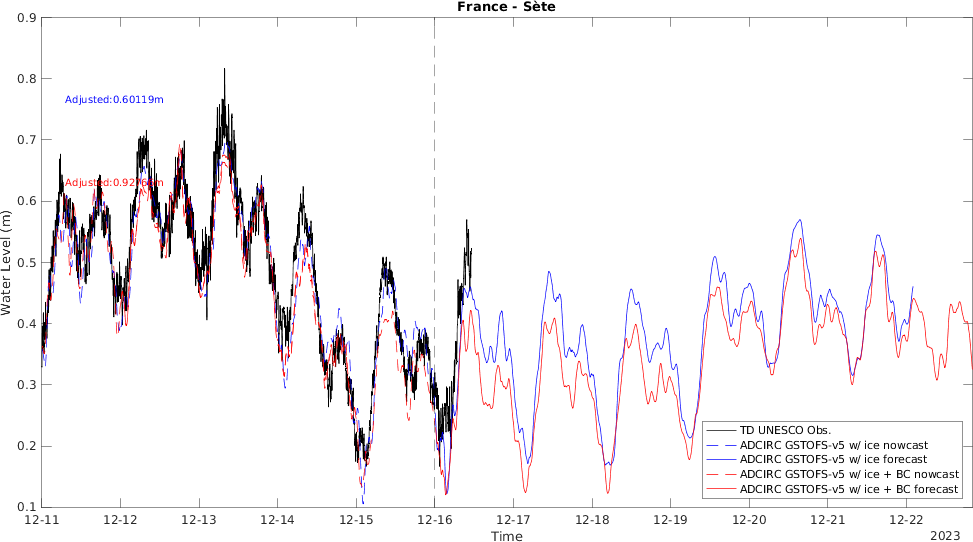 France - Sète
0.9
0.8
0.7
0.6
0.5
0.4
0.3
0.2
0.1
Water Level (m)
Adjusted:0.60119m
TD UNESCO Obs.
ADCIRC GSTOFS-v5 w/ ice nowcast
ADCIRC GSTOFS-v5 w/ ice forecast
ADCIRC GSTOFS-v5 w/ ice + BC nowcast
ADCIRC GSTOFS-v5 w/ ice + BC forecast
12-11 12-12 12-13 12-14 12-15 12-16 12-17 12-18 12-19 12-20 12-21 12-22
Time
2023